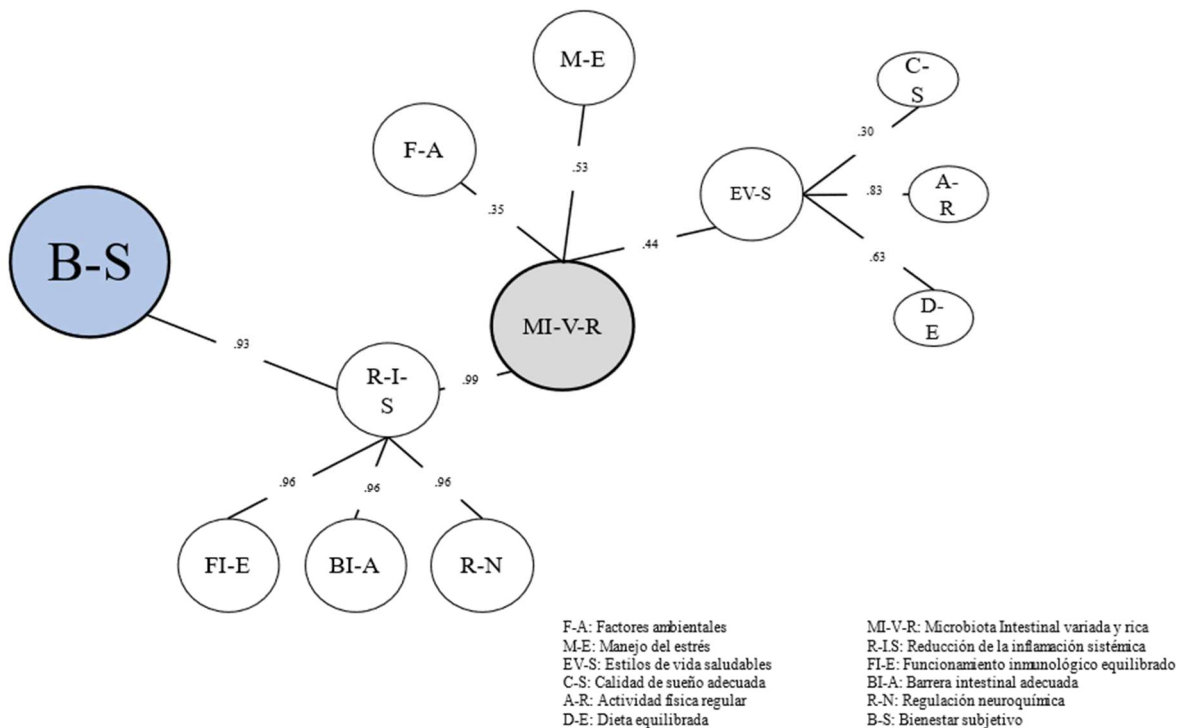 M-E
C-
S
F-A
.30
.53
EV-S
.83
A-
R
.35
.44
.63
B-S
MI-V-R
D-
E
.93
R-I-
S
.99
.96
.96
.96
FI-E
BI-A
R-N
F-A: Factores ambientales
M-E: Manejo del estrés
EV-S: Estilos de vida saludables
C-S: Calidad de sueño adecuada
A-R: Actividad física regular
D-E: Dieta equilibrada
MI-V-R: Microbiota Intestinal variada y rica
R-I.S: Reducción de la inflamación sistémica
FI-E: Funcionamiento inmunológico equilibrado
BI-A: Barrera intestinal adecuada
R-N: Regulación neuroquímica
B-S: Bienestar subjetivo